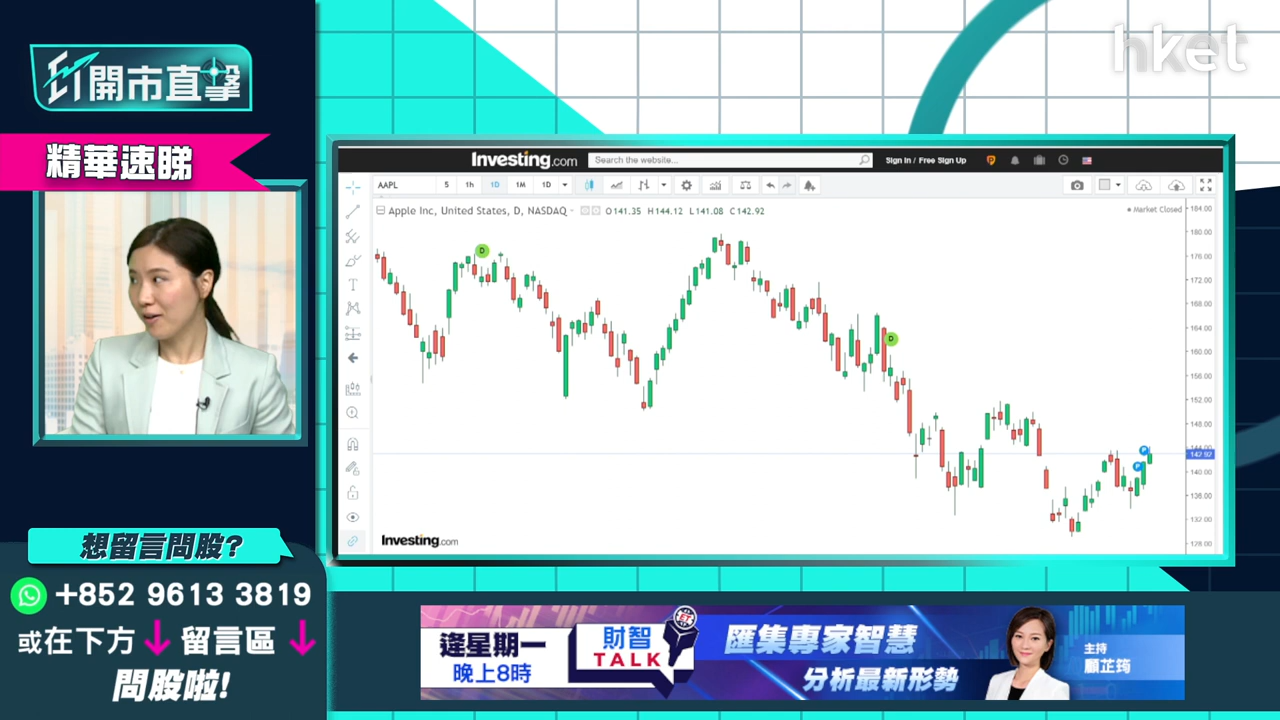 hket
開市直擊
精華速睇
Investing.com
Search the website...
Sign In / Free Sign Up
AAPL
5
1h
1D
1M
1D
Apple Inc, United States, D, NASDAQ
O141.35 H144.12 L141.08 C142.92
Market Closed
184.00
180.00
176.00
172.00
168.00
164.00
160.00
156.00
152.00
148.00
144.00
142.92
140.00
136.00
132.00
128.00
D
D
P
P
Investing.com
想留言問股?
+852 9613 3819
或在下方
留言區
問股啦!
逢星期一
晚上8時
財智
TALK
匯集專家智慧
分析最新形勢
主持
顧芷筠